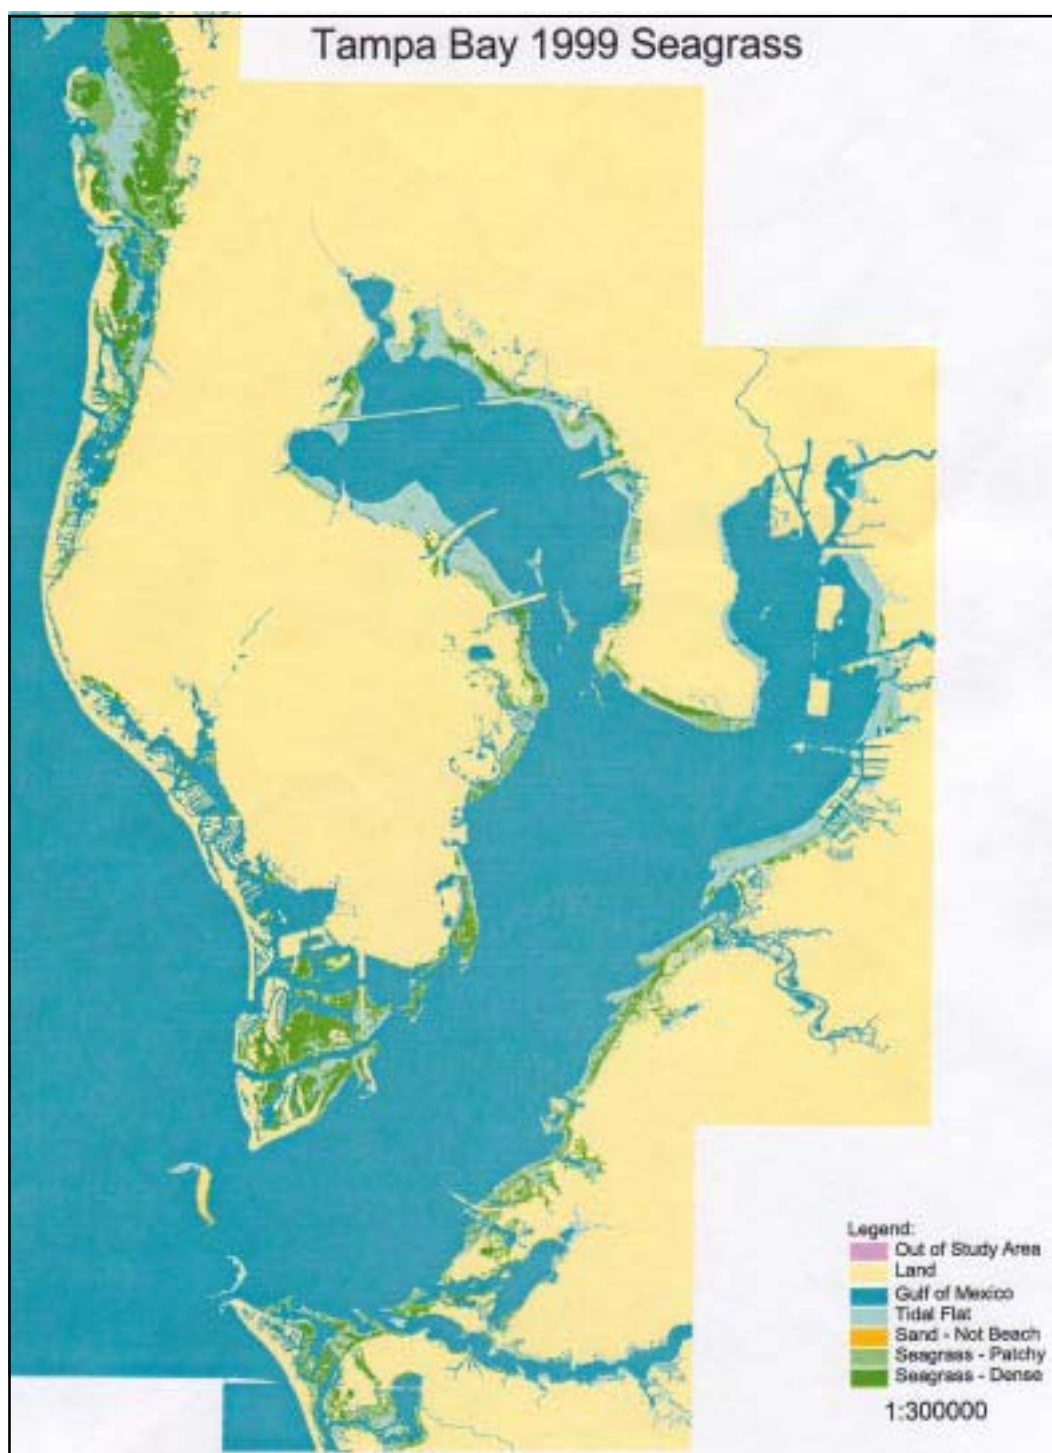 Tampa Bay 1999 Seagrass
Legend:
Out of Study Area
Land
Gulf of Mexico
Tidal Flat
Sand - Not Beach
Seagrass - Patchy
Seagrass - Dense
1:300000